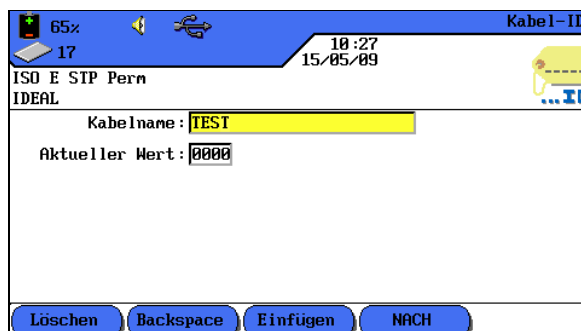 65% Kabel-ID
17 10:27
15/05/09
ISO E STP Perm
IDEAL
Kabelname: TEST
Aktueller Wert: 0000
Löschen Backspace Einfügen NACH